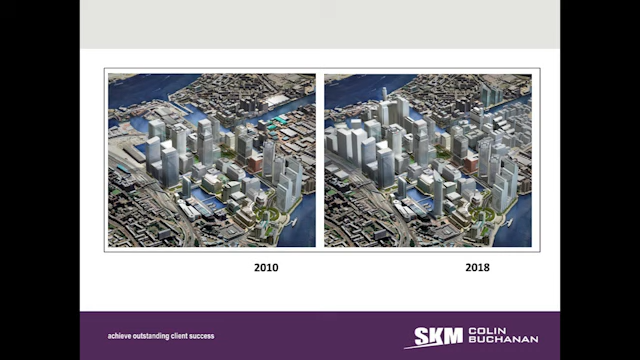 2010
2018
achieve outstanding client success
SKM COLIN
BUCHANAN